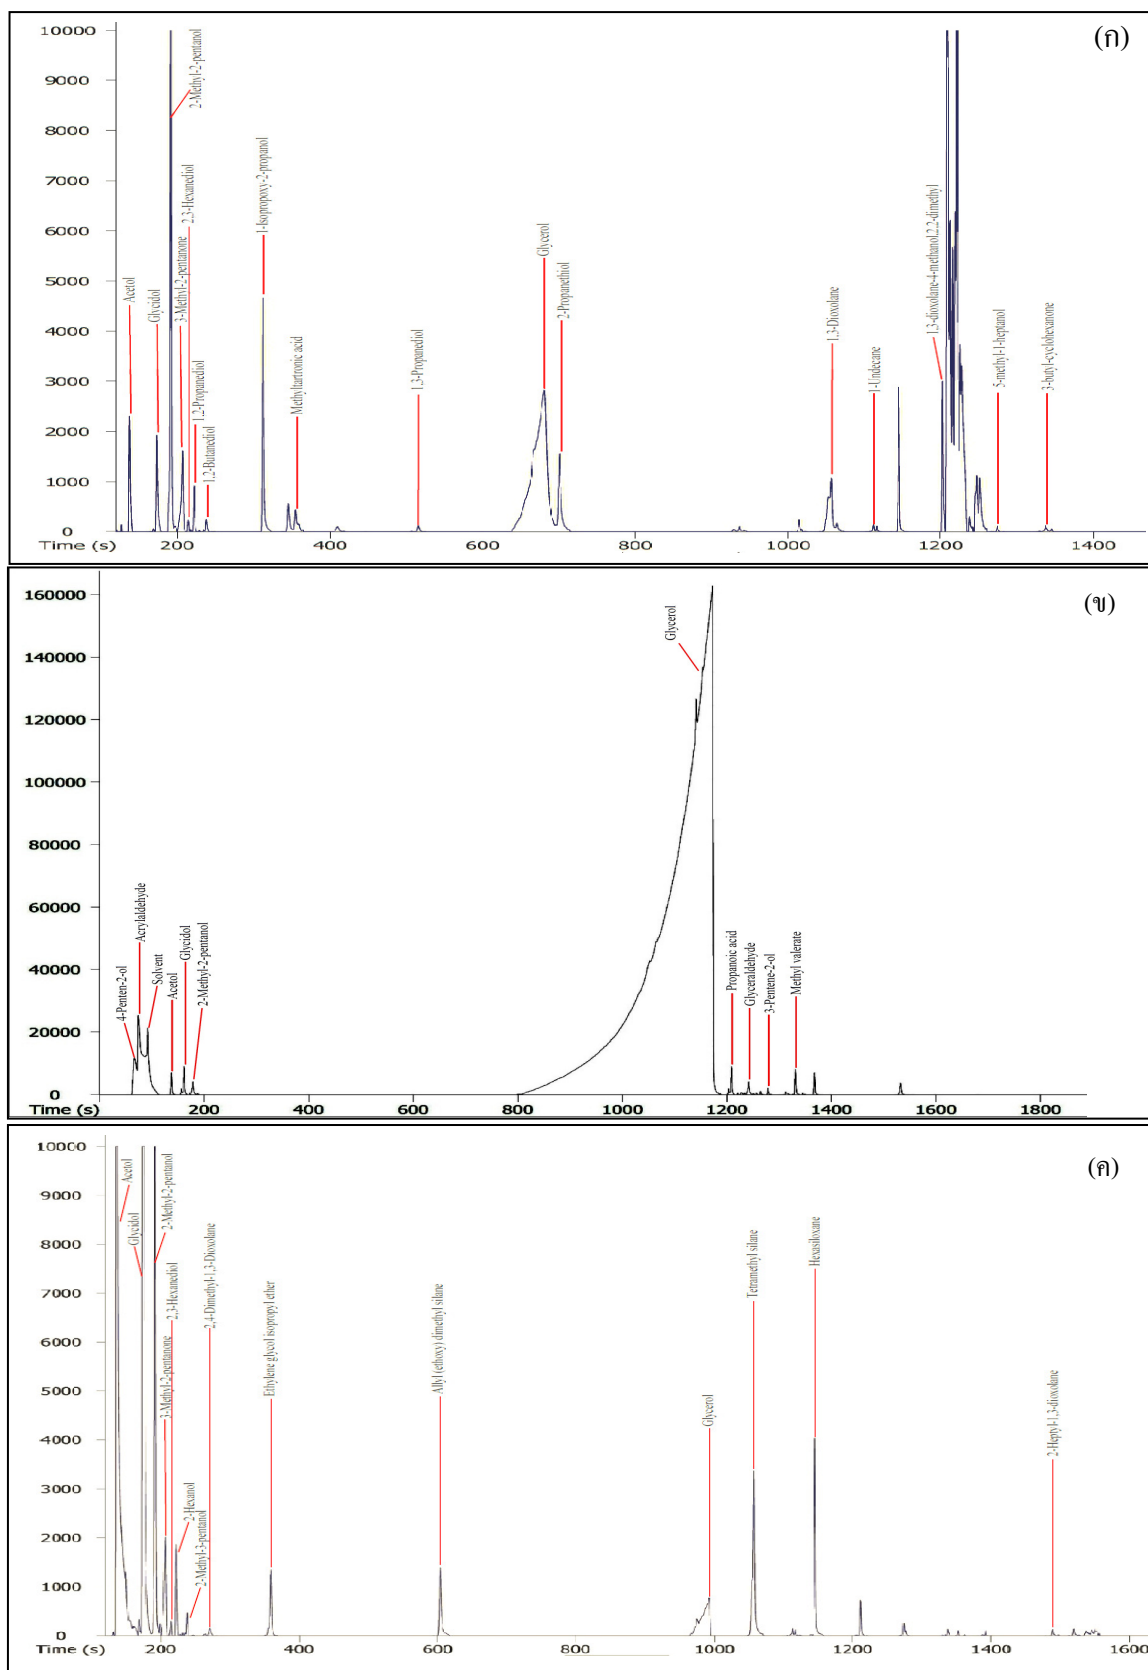 (ก)
10000
9000
8000
7000
6000
5000
4000
3000
2000
1000
0
Time (s)
200
400
600
800
1000
1200
1400
Acetol
Glycidol
2-Methyl-2-pentanol
3-Methyl-2-pentanone
2,3-Hexanediol
1,2-Propanediol
1,2-Butanediol
1-Isopropoxy-2-propanol
Methyltartronic acid
1,3-Propanediol
Glycerol
2-Propanethiol
1,3-Dioxolane
1-Undecane
1,3-dioxolane-4-methanol,2,2-dimethyl
5-methyl-1-heptanol
3-butyl-cyclohexanone
(ข)
160000
140000
120000
100000
80000
60000
40000
20000
0
Time (s)
200
400
600
800
1000
1200
1400
1600
1800
4-Penten-2-ol
Acrylaldehyde
Solvent
Acetol
Glycidol
2-Methyl-2-pentanol
Glycerol
Propanoic acid
Glyceraldehyde
3-Pentene-2-ol
Methyl valerate
(ค)
10000
9000
8000
7000
6000
5000
4000
3000
2000
1000
0
Time (s)
200
400
600
800
1000
1200
1400
1600
Acetol
Glycidol
2-Methyl-2-pentanol
3-Methyl-2-pentanone
2,3-Hexanediol
2-Hexanol
2-Methyl-3-pentanol
2,4-Dimethyl-1,3-Dioxolane
Ethylene glycol isopropyl ether
Allyl (ethoxy) dimethyl silane
Glycerol
Tetramethyl silane
Hexasiloxane
2-Heptyl-1,3-dioxolane